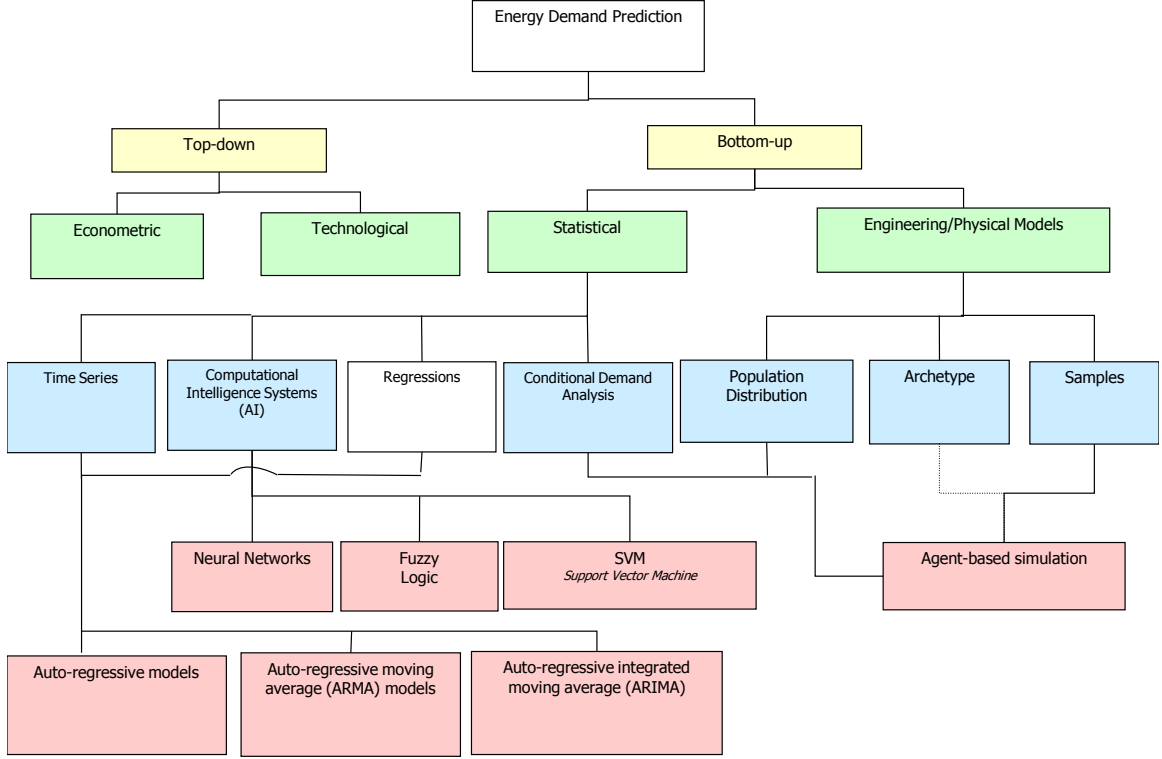 Energy Demand Prediction
Top-down
Bottom-up
Econometric
Technological
Statistical
Engineering/Physical Models
Time Series
Computational
Intelligence Systems
(AI)
Regressions
Conditional Demand
Analysis
Population
Distribution
Archetype
Samples
Neural Networks
Fuzzy
Logic
SVM
Support Vector Machine
Agent-based simulation
Auto-regressive models
Auto-regressive moving
average (ARMA) models
Auto-regressive integrated
moving average (ARIMA)